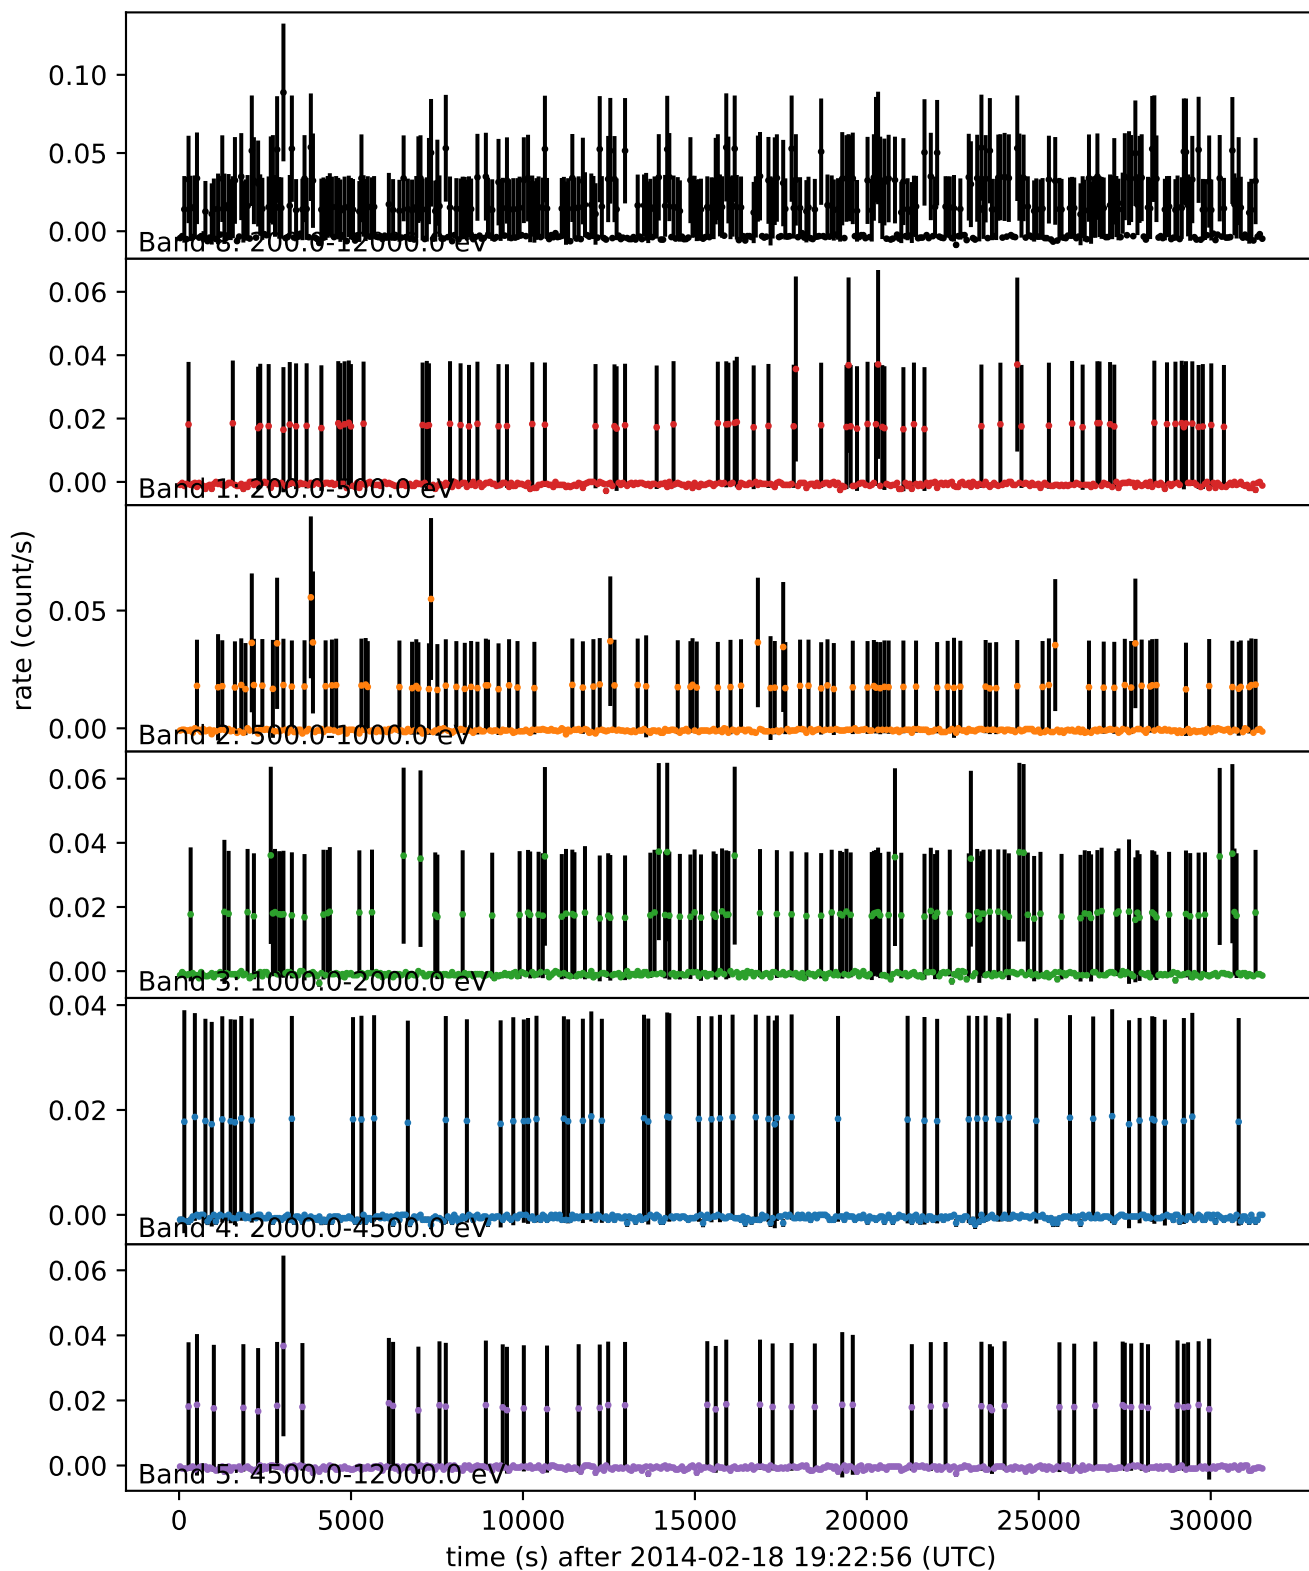 0.10
0.05
0.00
Band 8: 200.0-12000.0 eV
0.06
0.04
0.02
0.00
Band 1: 200.0-500.0 eV
rate (count/s)
0.05
0.00
Band 2: 500.0-1000.0 eV
0.06
0.04
0.02
0.00
Band 3: 1000.0-2000.0 eV
0.04
0.02
0.00
Band 4: 2000.0-4500.0 eV
0.06
0.04
0.02
0.00
Band 5: 4500.0-12000.0 eV
0 5000 10000 15000 20000 25000 30000
time (s) after 2014-02-18 19:22:56 (UTC)